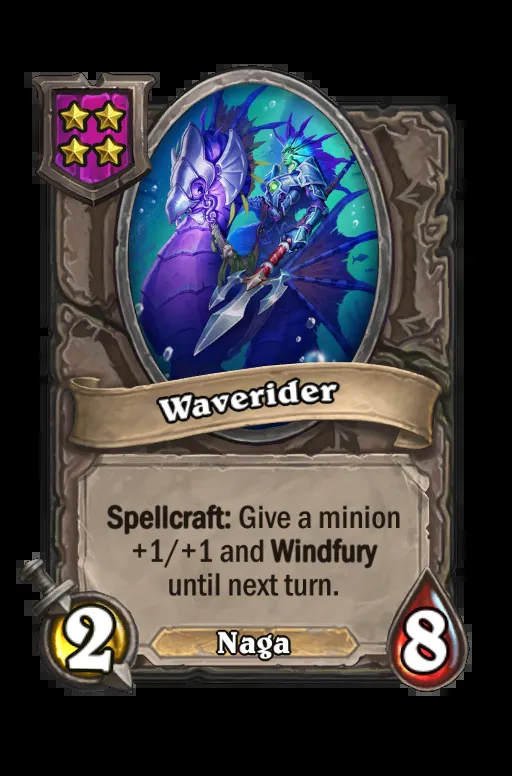 Waverider
Spellcraft: Give a minion
+1/+1 and Windfury
until next turn.
2
Naga
8